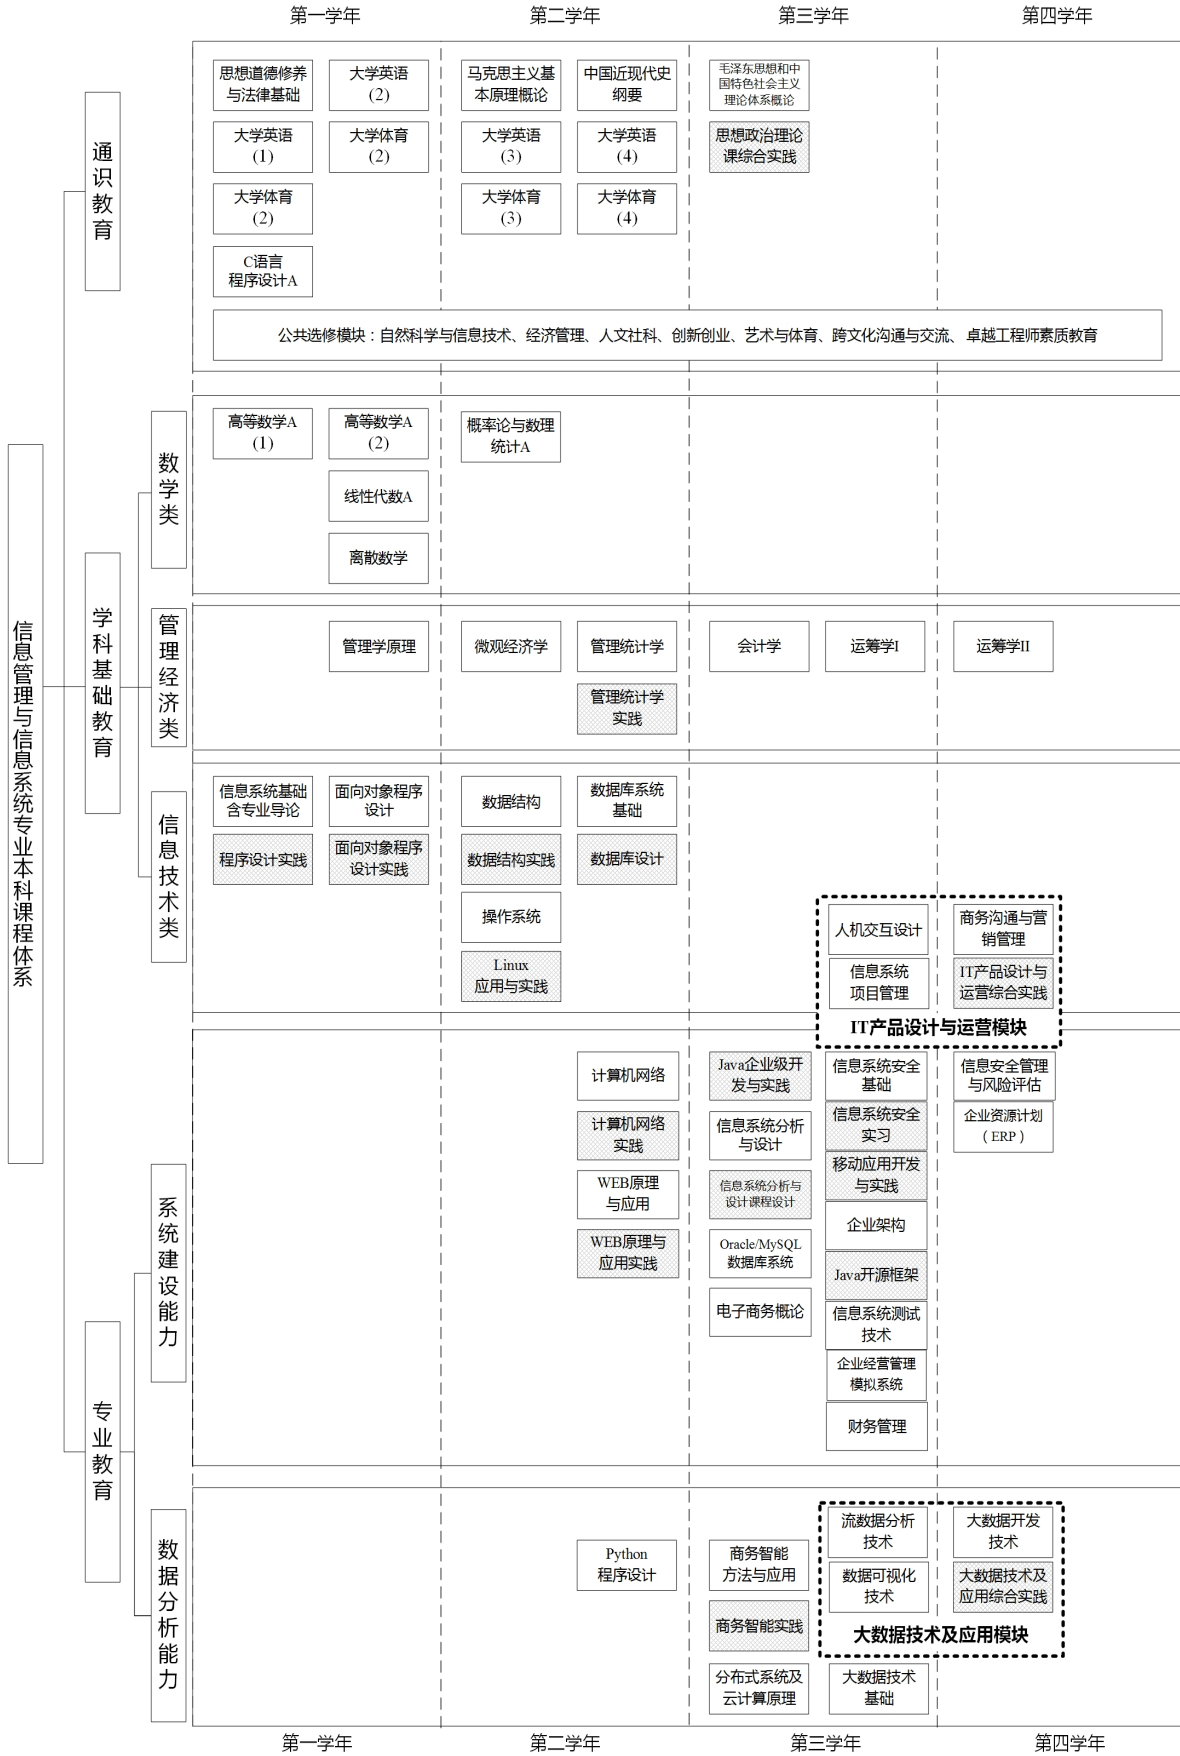 第一学年
第二学年
第三学年
第四学年
信息管理与信息系统专业本科课程体系
通识教育
思想道德修养
与法律基础
大学英语
(2)
马克思主义基
本原理概论
中国近现代史
纲要
毛泽东思想和中
国特色社会主义
理论体系概论
大学英语
(1)
大学体育
(2)
大学英语
(3)
大学英语
(4)
思想政治理论
课综合实践
大学体育
(2)
大学体育
(3)
大学体育
(4)
C语言
程序设计A
公共选修模块：自然科学与信息技术、经济管理、人文社科、创新创业、艺术与体育、跨文化沟通与交流、 卓越工程师素质教育
学科基础教育
数学类
高等数学A
(1)
高等数学A
(2)
概率论与数理
统计A
线性代数A
离散数学
管理经济类
管理学原理
微观经济学
管理统计学
会计学
运筹学I
运筹学II
管理统计学
实践
信息技术类
信息系统基础
含专业导论
面向对象程序
设计
数据结构
数据库系统
基础
程序设计实践
面向对象程序
设计实践
数据结构实践
数据库设计
操作系统
Linux
应用与实践
人机交互设计
商务沟通与营
销管理
信息系统
项目管理
IT产品设计与
运营综合实践
IT产品设计与运营模块
专业教育
系统建设能力
计算机网络
Java企业级开
发与实践
信息系统安全
基础
信息安全管理
与风险评估
计算机网络
实践
信息系统分析
与设计
信息系统安全
实习
企业资源计划
（ERP）
WEB原理
与应用
信息系统分析与
设计课程设计
移动应用开发
与实践
WEB原理与
应用实践
Oracle/MySQL
数据库系统
企业架构
Java开源框架
电子商务概论
信息系统测试
技术
企业经营管理
模拟系统
财务管理
数据分析能力
Python
程序设计
商务智能
方法与应用
流数据分析
技术
大数据开发
技术
商务智能实践
数据可视化
技术
大数据技术及
应用综合实践
大数据技术及应用模块
分布式系统及
云计算原理
大数据技术
基础
第一学年
第二学年
第三学年
第四学年